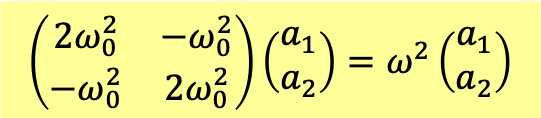 (2ω₀² −ω₀²) (a₁) = ω² (a₁)
(−ω₀² 2ω₀²) (a₂) (a₂)